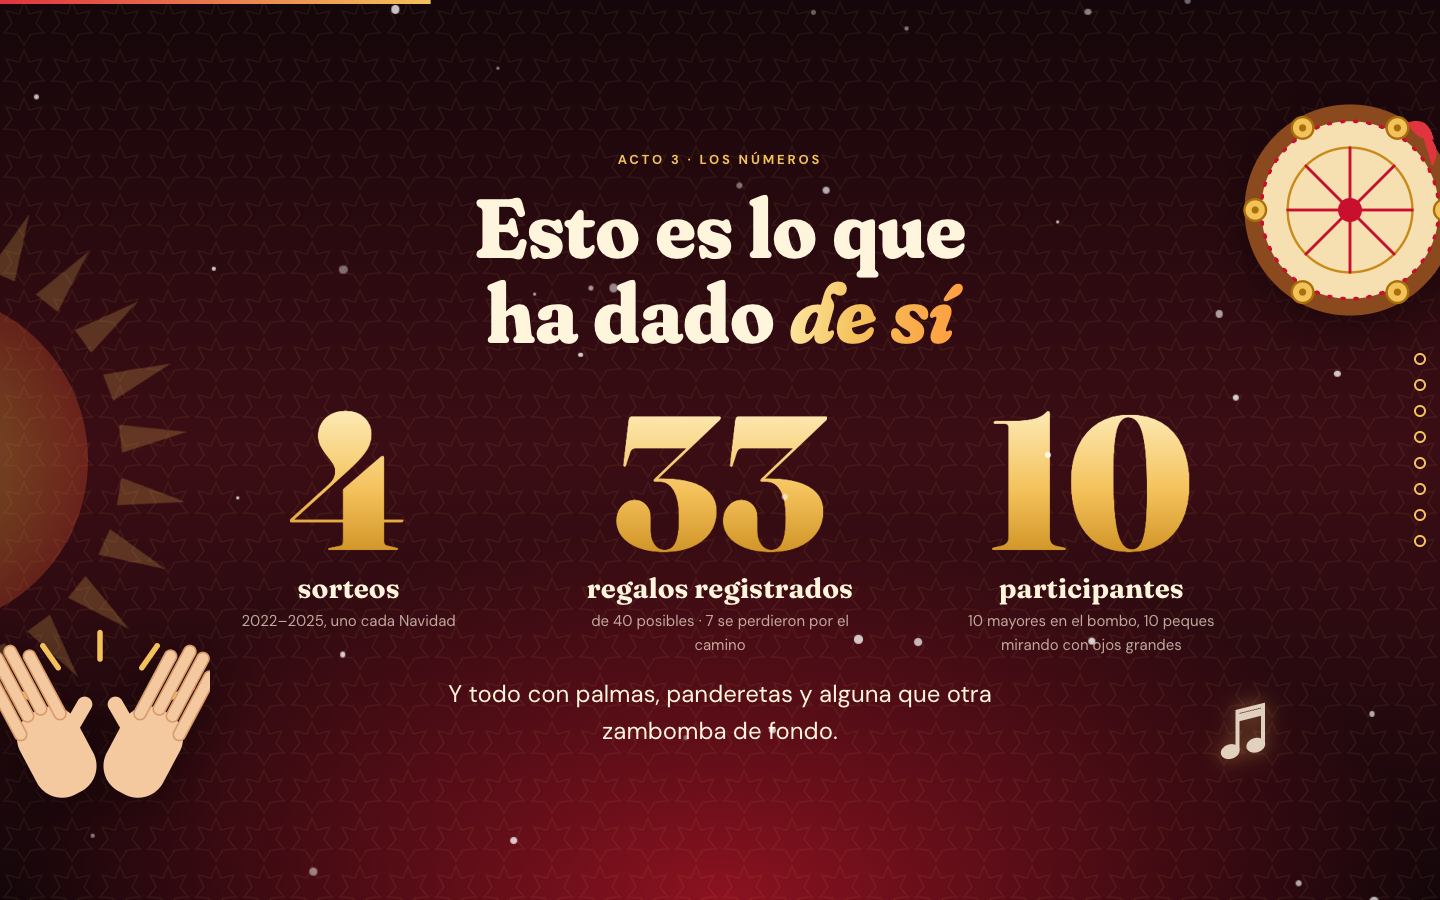 ACTO 3 · LOS NÚMEROS
Esto es lo que
ha dado de sí
4
33
10
sorteos
regalos registrados
participantes
2022–2025, uno cada Navidad
de 40 posibles · 7 se perdieron por el
camino
10 mayores en el bombo, 10 peques
mirando con ojos grandes
Y todo con palmas, panderetas y alguna que otra
zambomba de fondo.